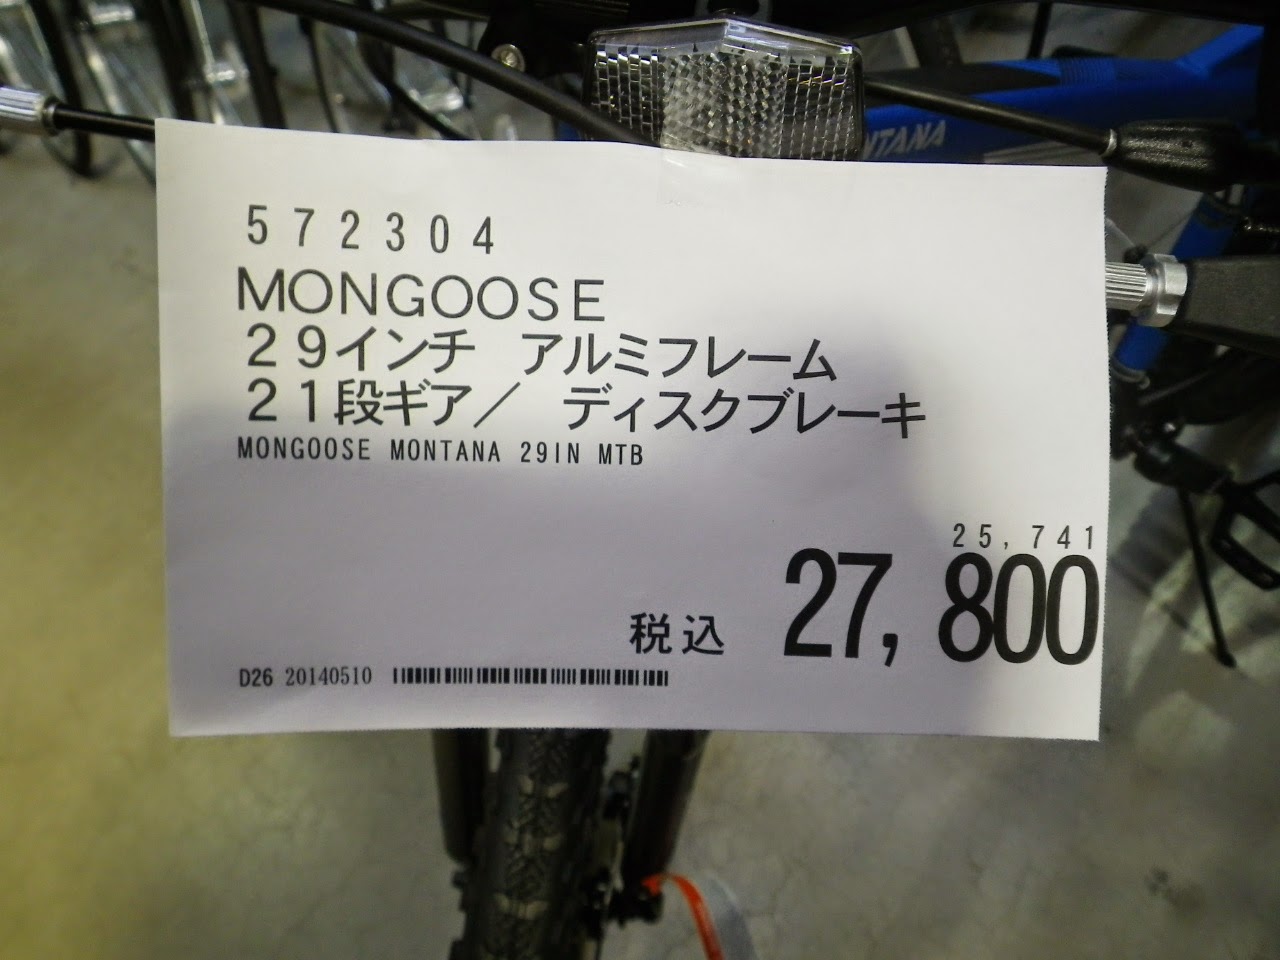 NTANA
５７２３０４
ＭＯＮＧＯＯＳＥ
２９インチ　アルミフレーム
２１段ギア／　ディスクブレーキ
MONGOOSE MONTANA 29IN MTB
25,741
税込 27,800
D26 20140510